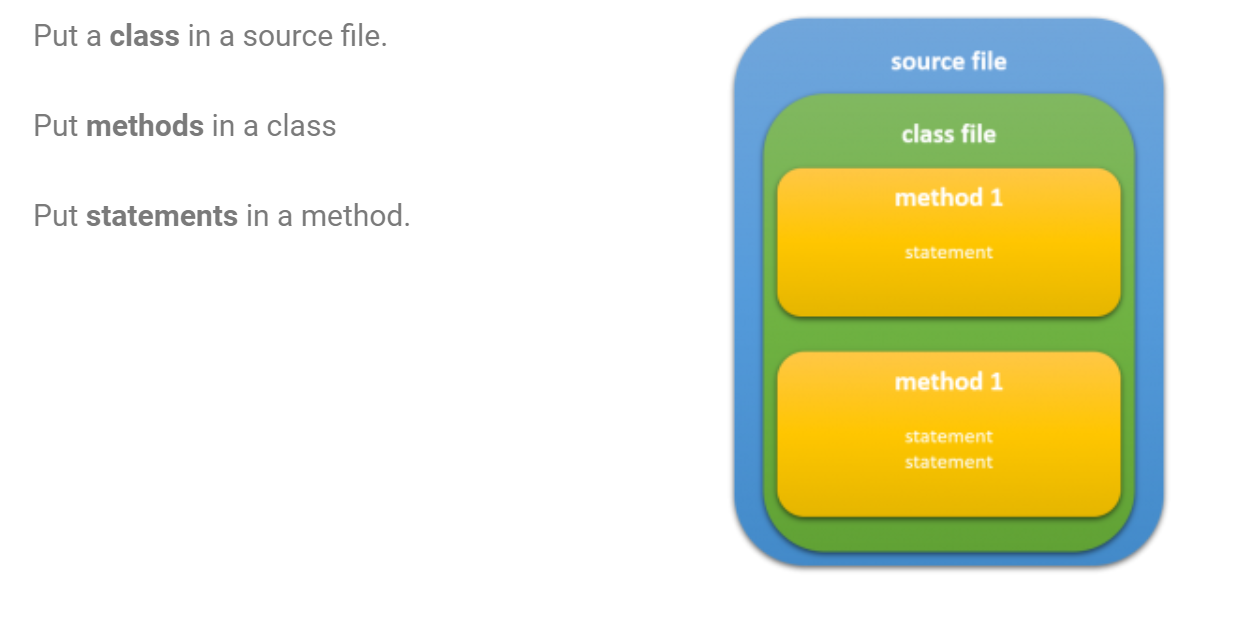 Put a class in a source file.
Put methods in a class
Put statements in a method.
source file
class file
method 1
statement
method 1
statement
statement